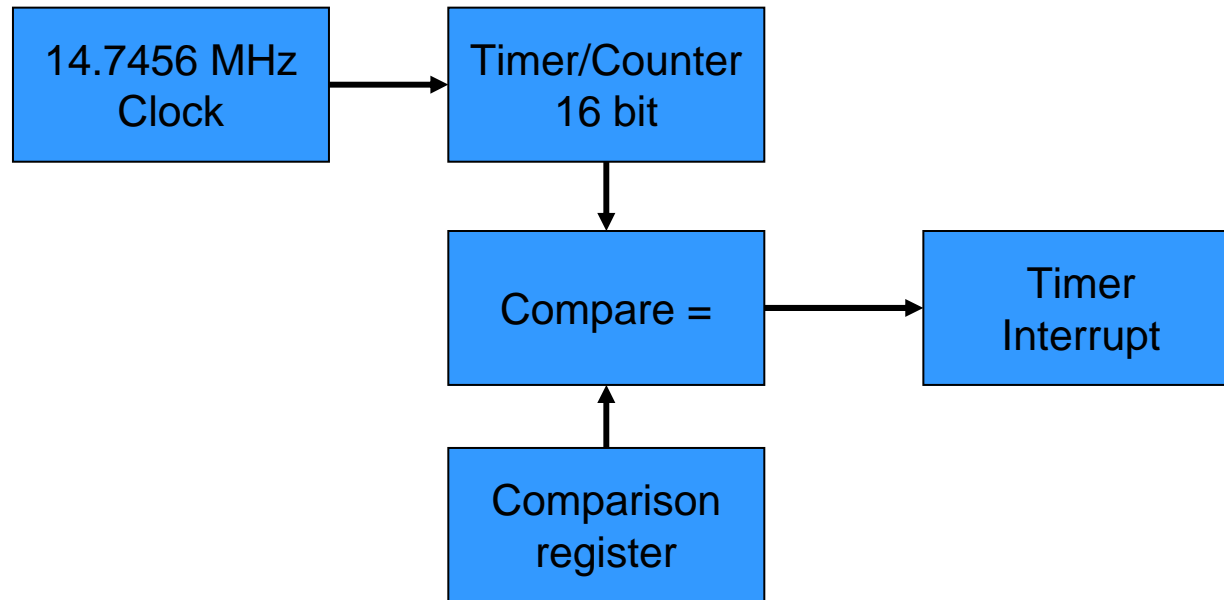 14.7456 MHz
Clock
Timer/Counter
16 bit
Compare =
Timer
Interrupt
Comparison
register